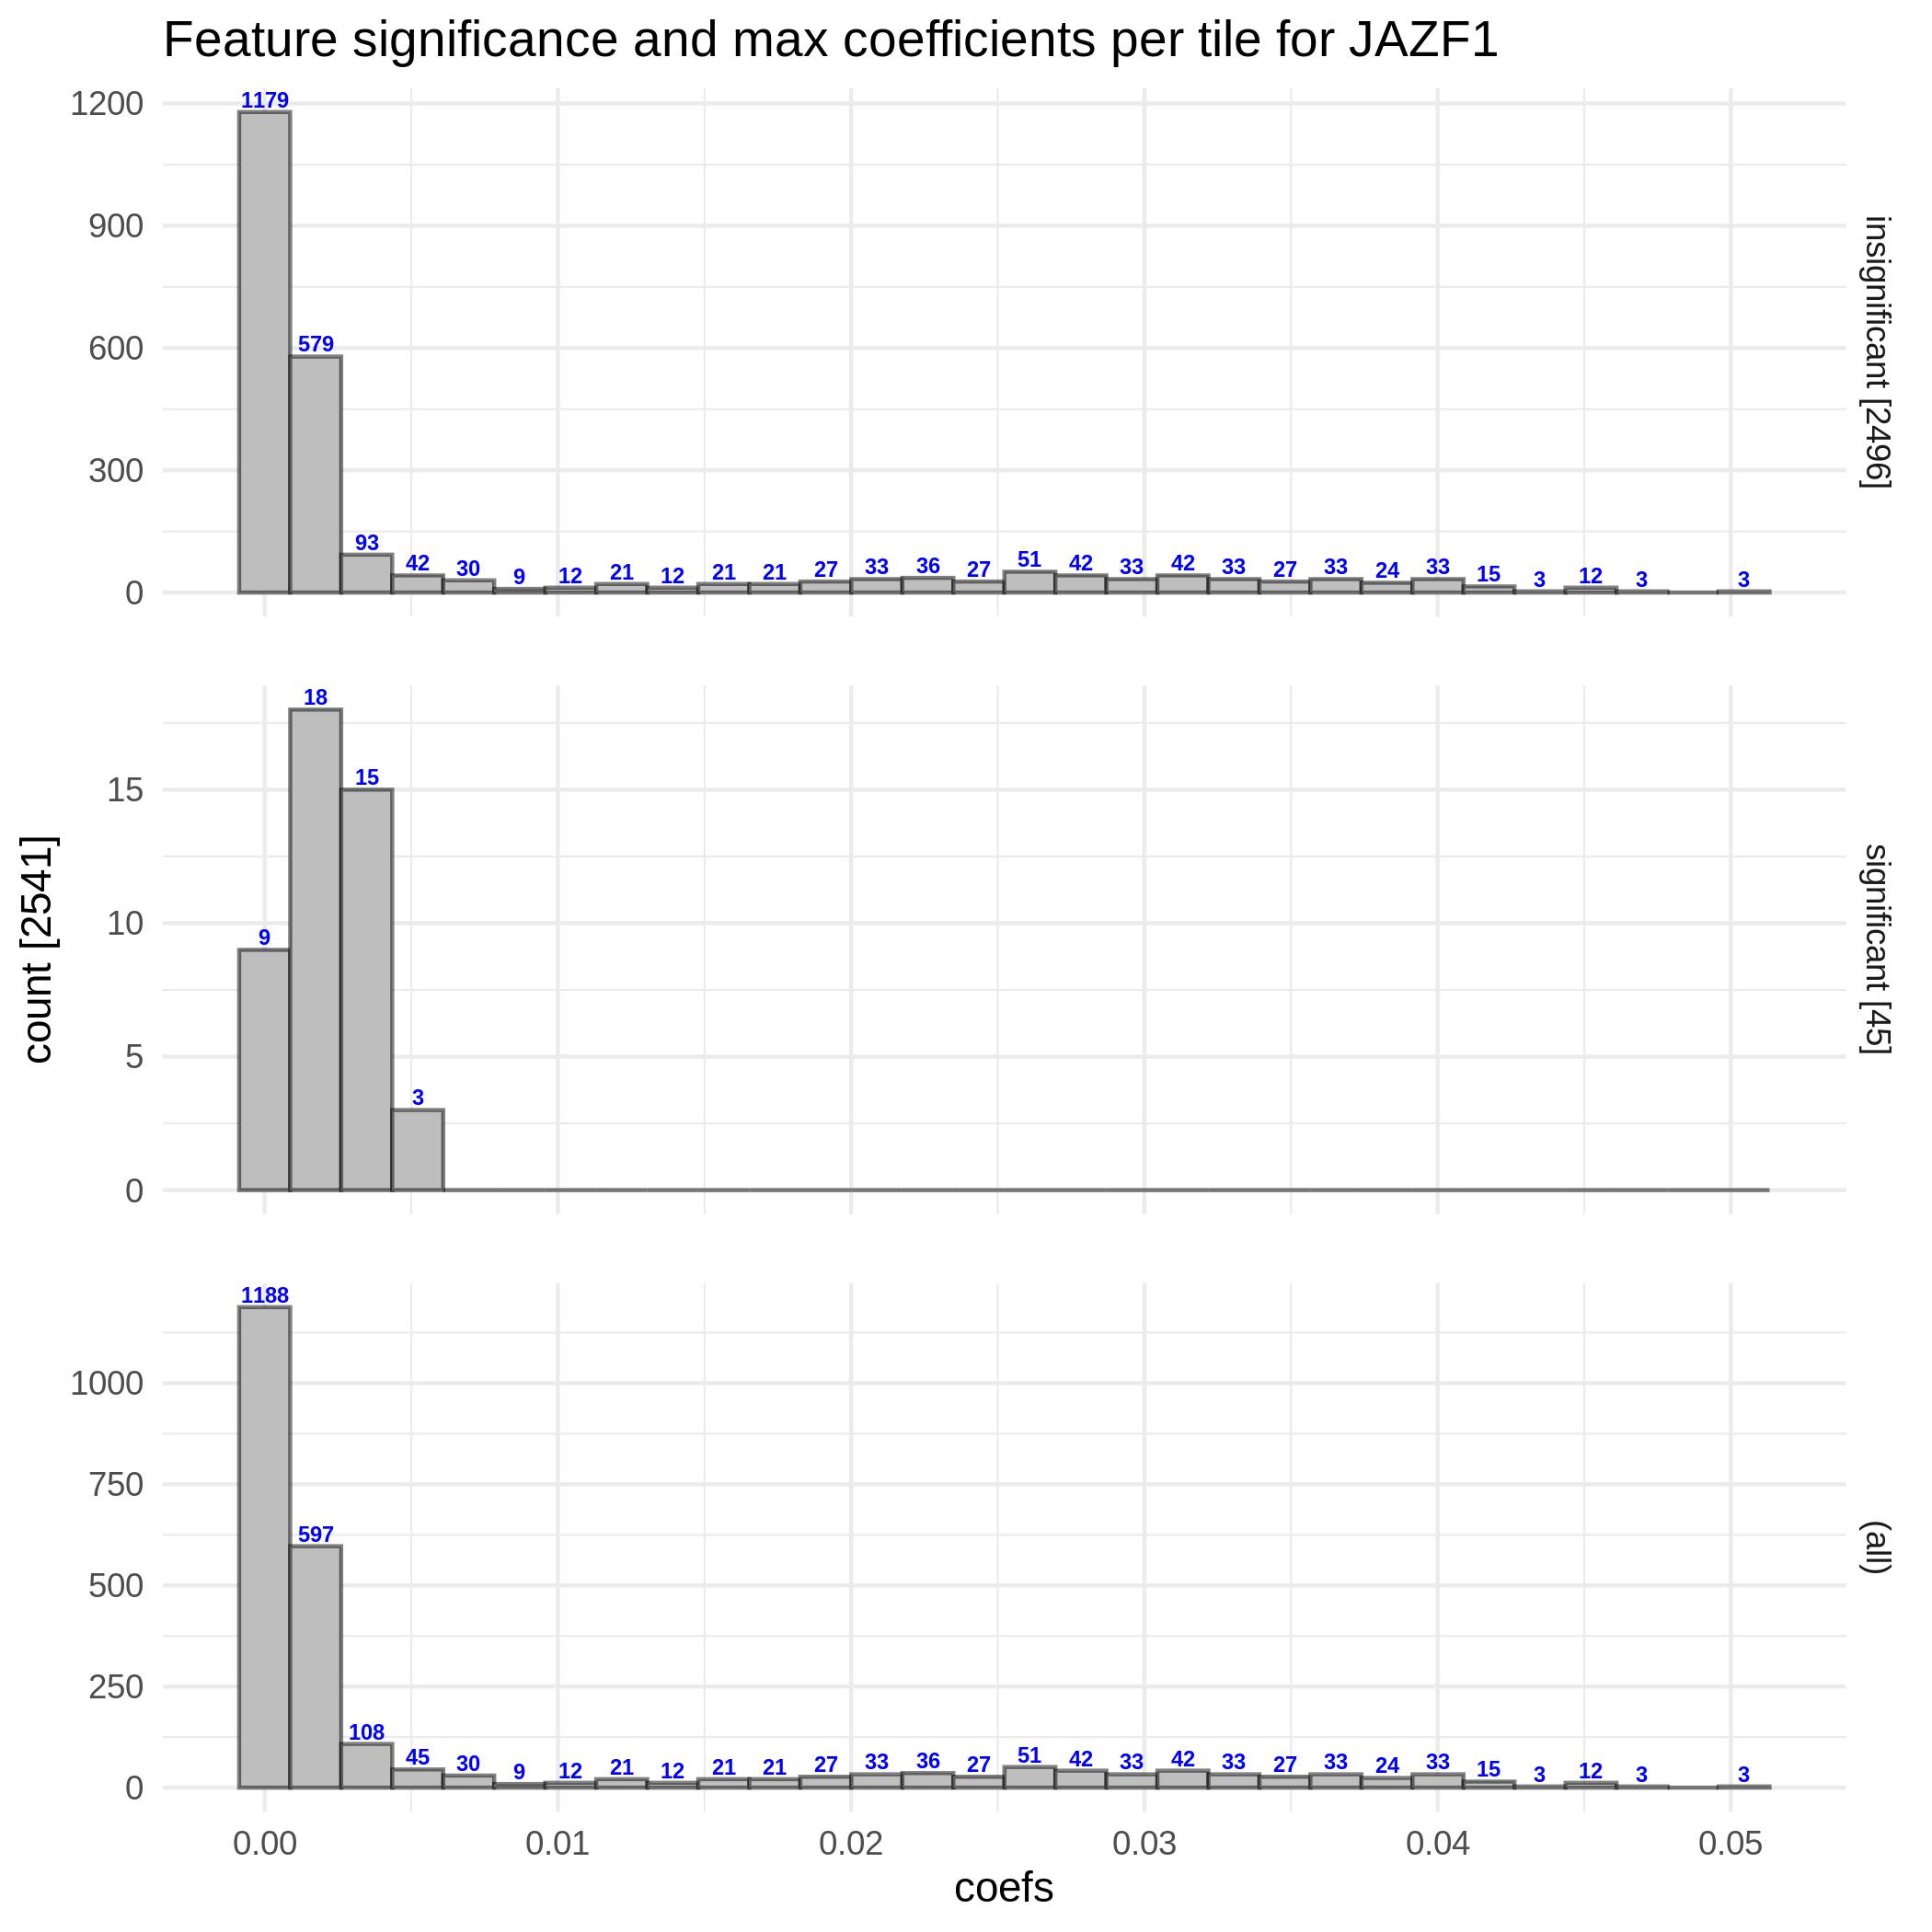 Feature significance and max coefficients per tile for JAZF1
1200
900
600
300
0
1179 579 93 42 30 9 12 21 12 21 21 27 33 36 27 51 42 33 42 33 27 33 24 33 15 3 12 3 3
insignificant [2496]
count [2541]
15
10
5
0
9 18 15 3
significant [45]
1000
750
500
250
0
1188 597 108 45 30 9 12 21 12 21 21 27 33 36 27 51 42 33 42 33 27 33 24 33 15 3 12 3 3
(all)
0.00 0.01 0.02 0.03 0.04 0.05
coefs